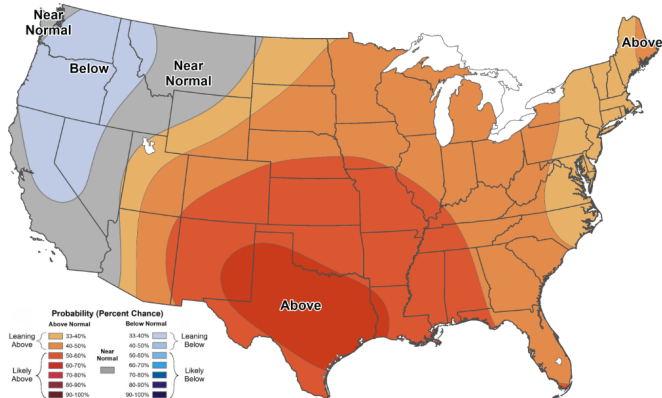 Near
Normal
Below
Near
Normal
Above
Above
Probability (Percent Chance)
Above Normal
Below Normal
Leaning
Above
33-40%
40-50%
50-60%
60-70%
70-80%
80-90%
90-100%
Likely
Above
Near
Normal
33-40%
40-50%
50-60%
60-70%
70-80%
80-90%
90-100%
Leaning
Below
Likely
Below